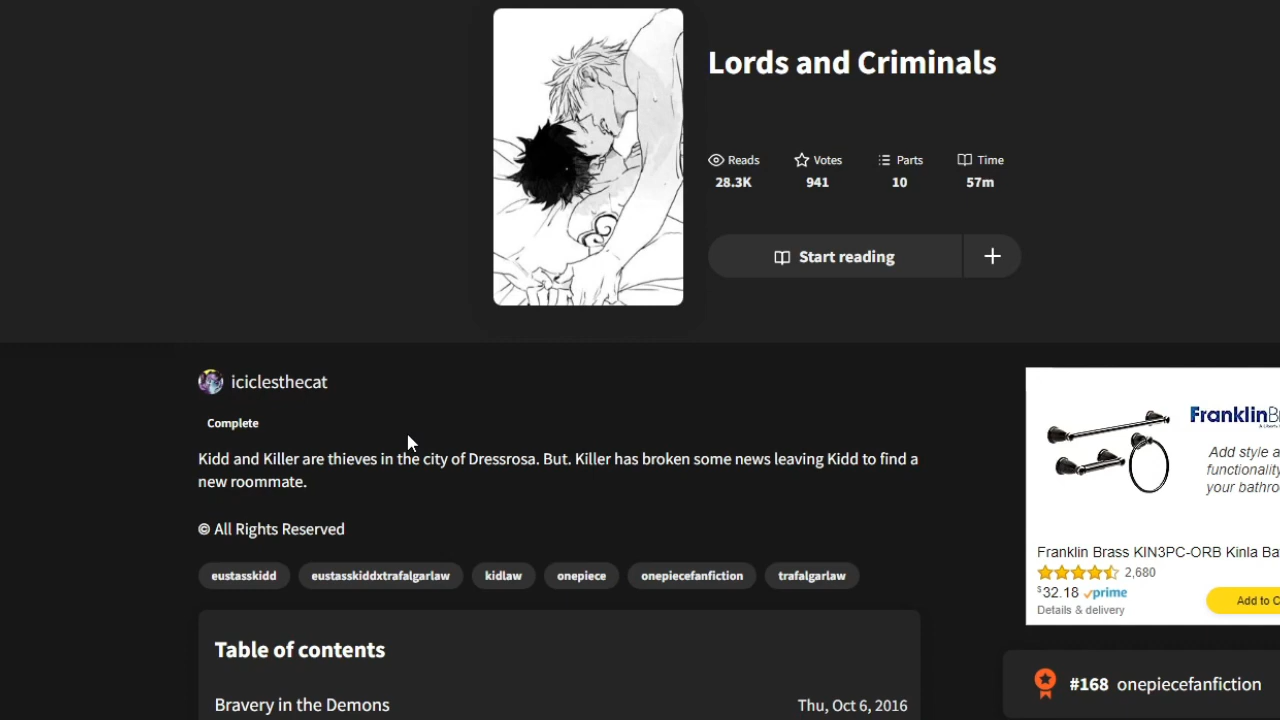 Lords and Criminals
Reads Votes Parts Time
28.3K 941 10 57m
Start reading
iciclesthecat
Complete
Kidd and Killer are thieves in the city of Dressrosa. But. Killer has broken some news leaving Kidd to find a
new roommate.
© All Rights Reserved
eustasskidd eustasskiddxtrafalgarlaw kidlaw onepiece onepiecefanfiction trafalgarlaw
Table of contents
Bravery in the Demons Thu, Oct 6, 2016
Franklin
Add style a
functionality
your bathro
Franklin Brass KIN3PC-ORB Kinla Ba
2,680
$32.18 prime
Details & delivery
Add to C
#168 onepiecefanfiction